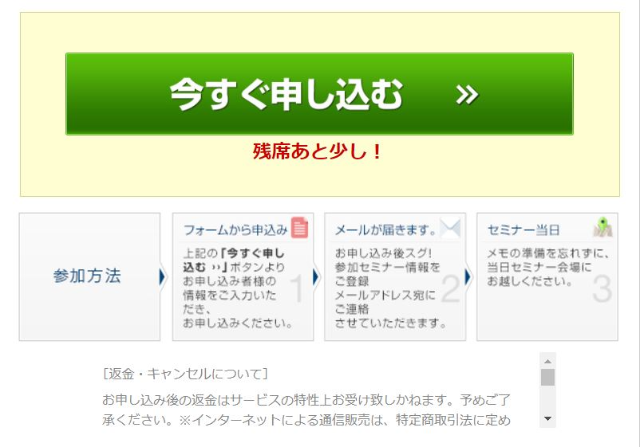 今すぐ申し込む »
残席あと少し！
参加方法
フォームから申込み
上記の『今すぐ申し
込む ››』ボタンより
お申し込み者様の
情報をご入力いた
だき、
お申し込みください。
1
メールが届きます。
お申し込み後スグ!
参加セミナー情報を
ご登録
メールアドレス宛に
ご連絡
させていただきます。
2
セミナー当日
メモの準備を忘れずに、
当日セミナー会場に
お越しください。
3
［返金・キャンセルについて］
お申し込み後の返金はサービスの特性上お受け致しかねます。予めご了
承ください。※インターネットによる通信販売は、特定商取引法に定め